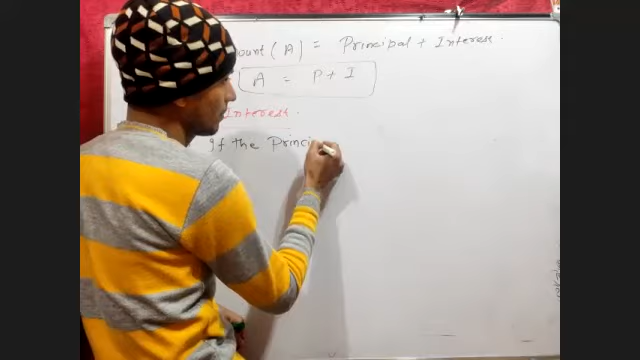 ount (A) = Principal + Interest.
A = P + I
Interest.
If the Princi